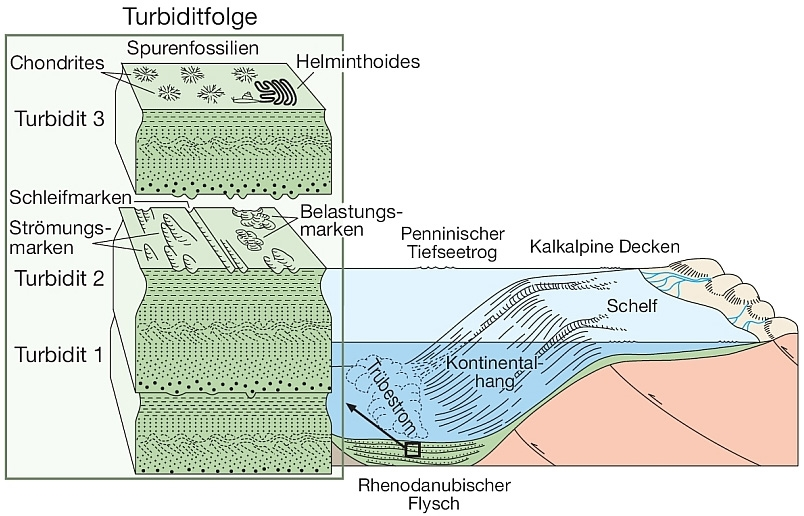 Turbiditfolge
Spurenfossilien
Chondrites
Helminthoides
Turbidit 3
Schleifmarken
Strömungs-
marken
Belastungs-
marken
Turbidit 2
Turbidit 1
Penninischer
Tiefseetrog
Kalkalpine Decken
Schelf
Kontinental-
hang
Trübestrom
Rhenodanubischer
Flysch